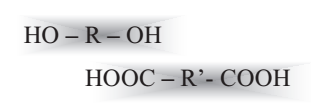 HO – R – OH
HOOC – R’- COOH